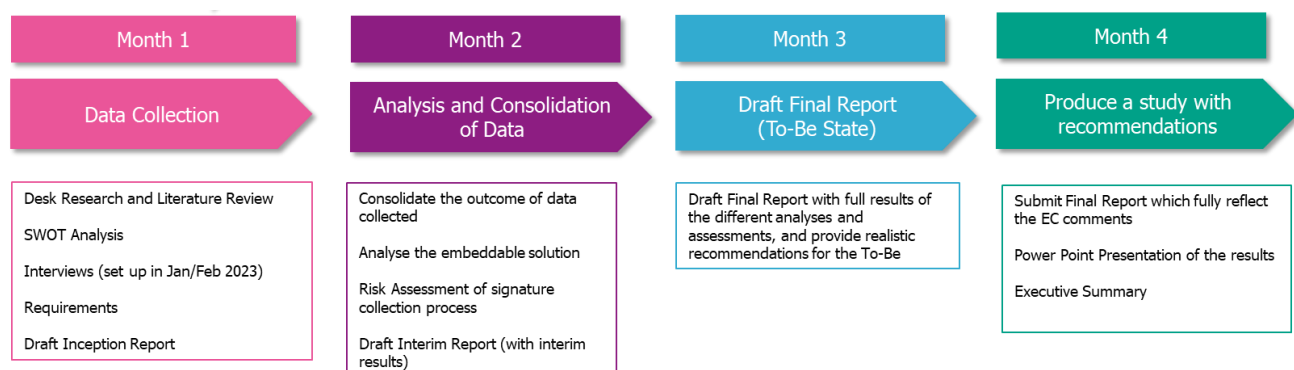 Month 1
Data Collection
Desk Research and Literature Review
SWOT Analysis
Interviews (set up in Jan/Feb 2023)
Requirements
Draft Inception Report
Month 2
Analysis and Consolidation
of Data
Consolidate the outcome of data
collected
Analyse the embeddable solution
Risk Assessment of signature
collection process
Draft Interim Report (with interim
results)
Month 3
Draft Final Report
(To-Be State)
Draft Final Report with full results of
the different analyses and
assessments, and provide realistic
recommendations for the To-Be
Month 4
Produce a study with
recommendations
Submit Final Report which fully reflect
the EC comments
Power Point Presentation of the results
Executive Summary